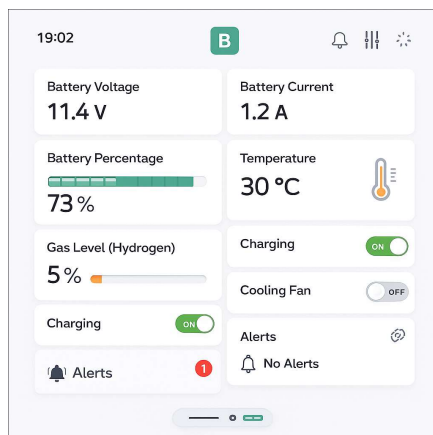 19:02
B
Battery Voltage
11.4 V
Battery Current
1.2 A
Battery Percentage
73 %
Temperature
30 °C
Gas Level (Hydrogen)
5 %
Charging
ON
Cooling Fan
OFF
Charging
ON
Alerts
No Alerts
Alerts
1